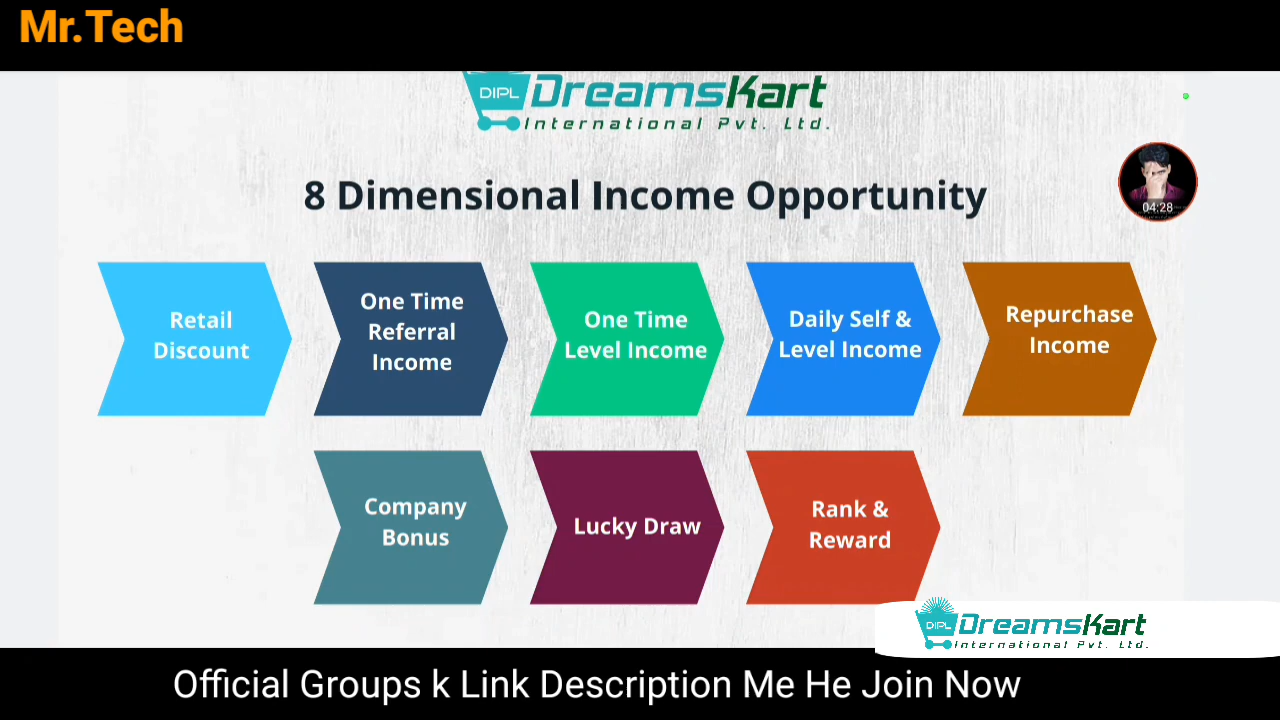 Mr.Tech
DIPL DreamsKart
International Pvt. Ltd.
8 Dimensional Income Opportunity
04:28
Retail
Discount
One Time
Referral
Income
One Time
Level Income
Daily Self &
Level Income
Repurchase
Income
Company
Bonus
Lucky Draw
Rank &
Reward
DIPL DreamsKart
International Pvt. Ltd.
Official Groups k Link Description Me He Join Now